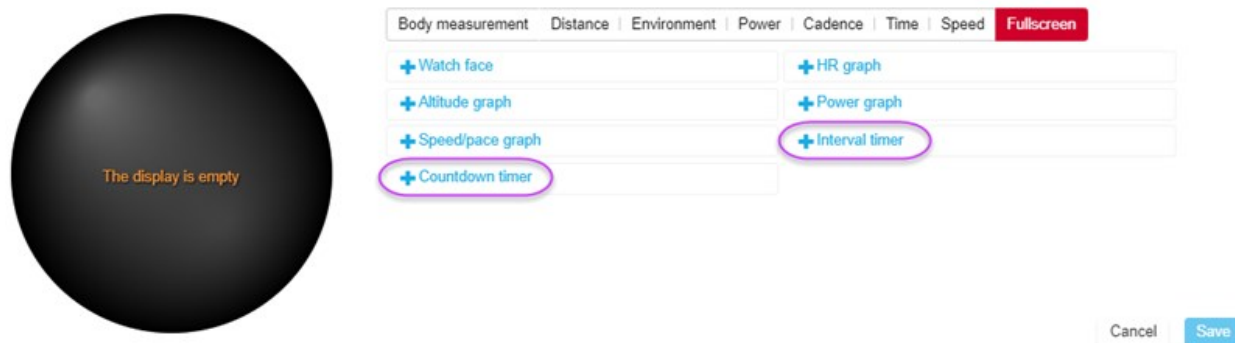 Body measurement Distance Environment Power Cadence Time Speed Fullscreen
Watch face HR graph
Altitude graph Power graph
Speed/pace graph Interval timer
The display is empty
Countdown timer
Cancel Save